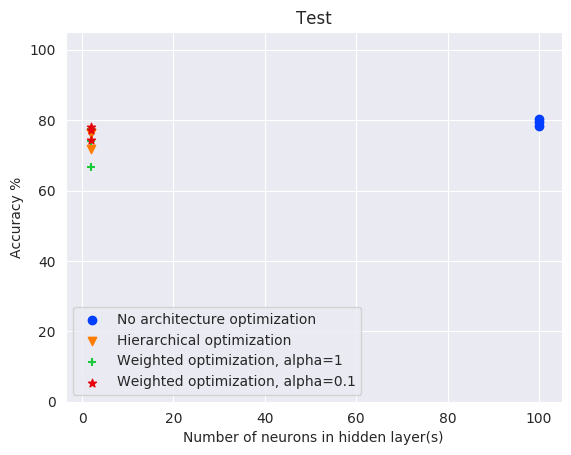 Test
Accuracy %
100
80
60
40
20
0
No architecture optimization
Hierarchical optimization
Weighted optimization, alpha=1
Weighted optimization, alpha=0.1
0 20 40 60 80 100
Number of neurons in hidden layer(s)